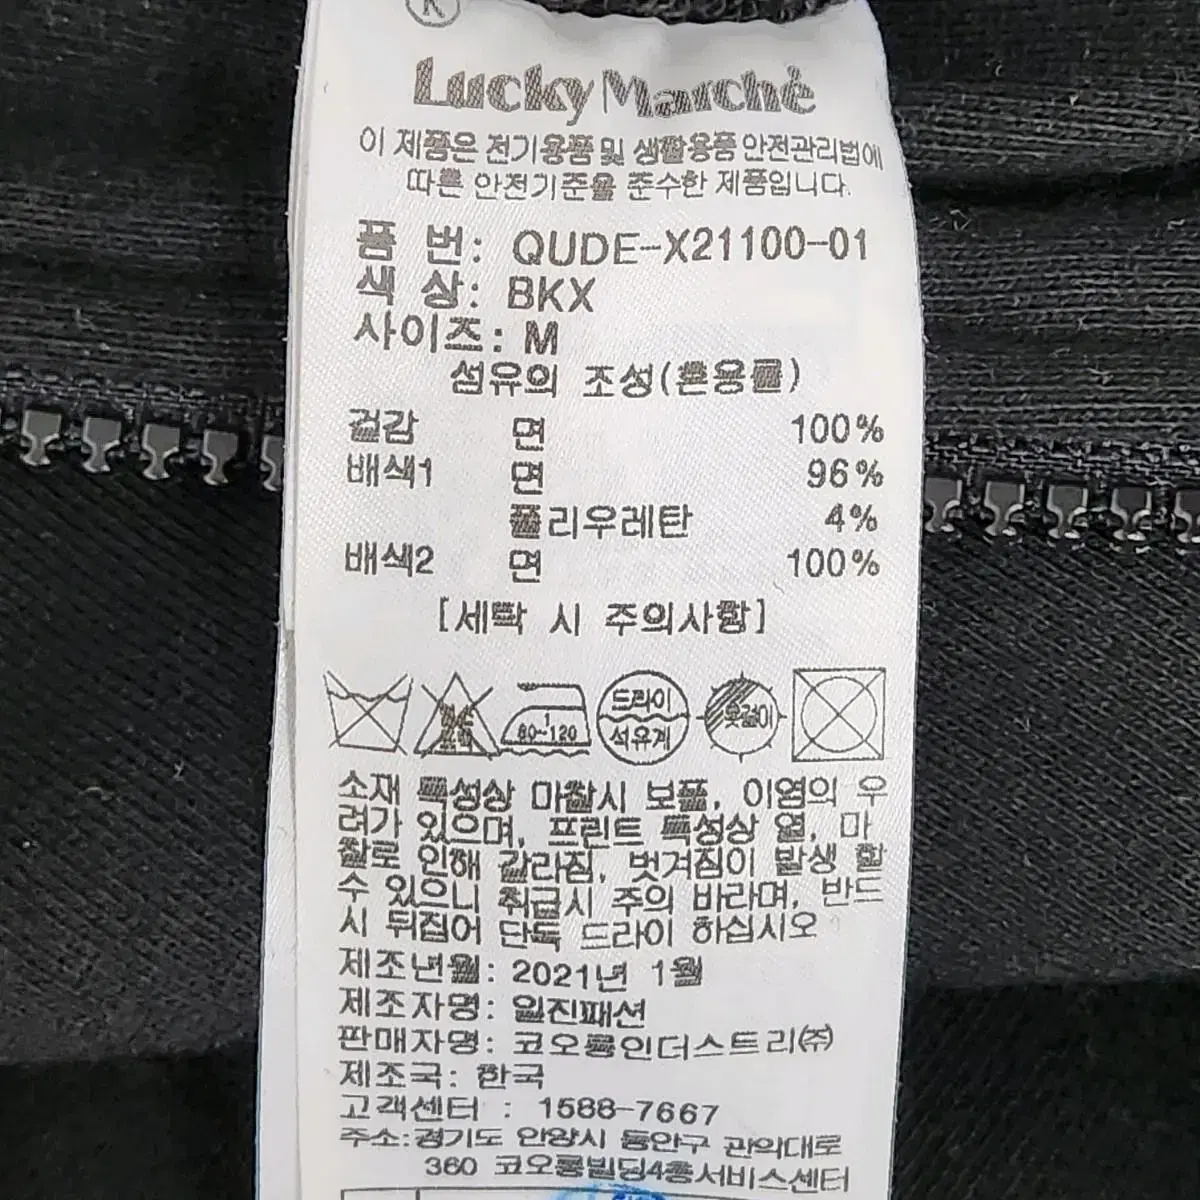 K
Lucky Marché
이 제품은 전기용품 및 생활용품 안전관리법에
따른 안전기준을 준수한 제품입니다.
품 번: QUDE-X21100-01
색 상: BKX
사이즈: M
섬유의 조성(혼용률)
겉감 면 100%
배색1 면 96%
폴리우레탄 4%
배색2 면 100%
[세탁 시 주의사항]
80~120
드라이
석유계
옷걸이
소재 특성상 마찰시 보풀, 이염의 우
려가 있으며, 프린트 특성상 열, 마
찰로 인해 갈라짐, 벗겨짐이 발생 할
수 있으니 취급시 주의 바라며, 반드
시 뒤집어 단독 드라이 하십시오
제조년월: 2021년 1월
제조자명: 일진패션
판매자명: 코오롱인더스트리(주)
제조국: 한국
고객센터 : 1588-7667
주소: 경기도 안양시 동안구 관악대로
360 코오롱빌딩4층서비스센터